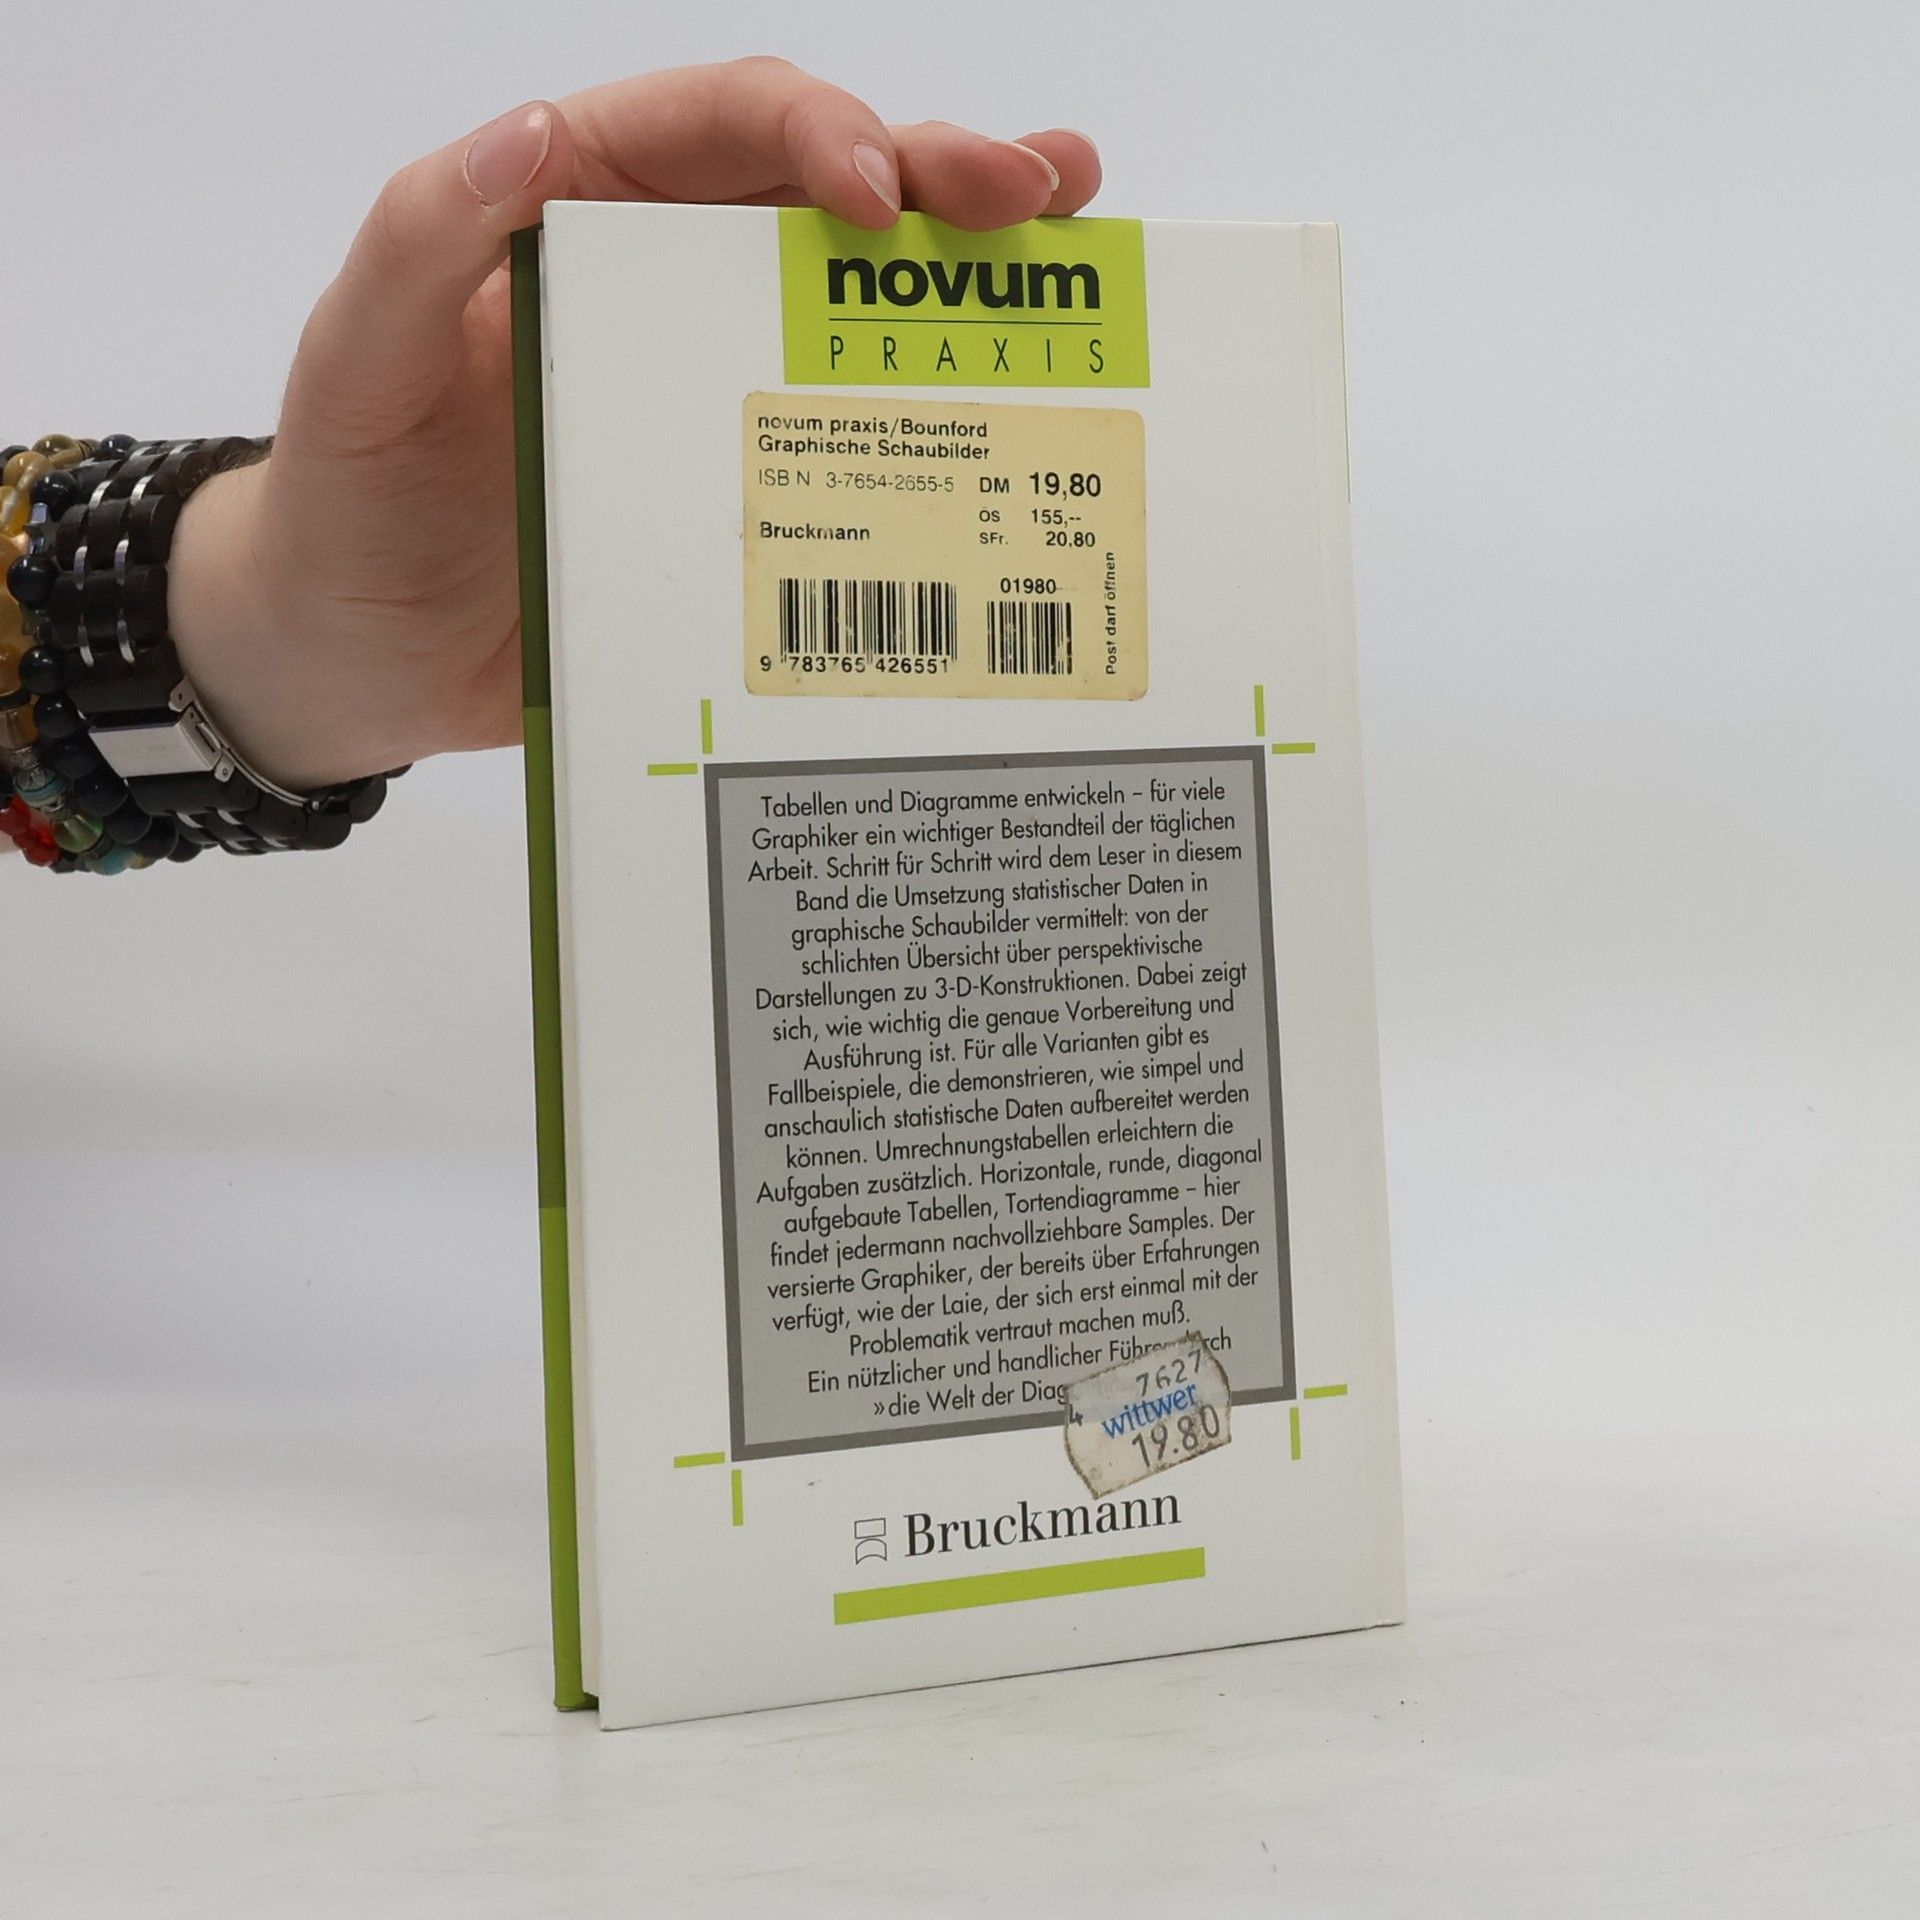 novum
PRAXIS
novum praxis/Bounford
Graphische Schaubilder
ISBN 3-7654-2655-5 DM 19,80
ÖS 155,--
Bruckmann SFr. 20.80
Post darf öffnen
01980
9 783765 426551
Tabellen und Diagramme entwickeln – für viele
Graphiker ein wichtiger Bestandteil der täglichen
Arbeit. Schritt für Schritt wird dem Leser in diesem
Band die Umsetzung statistischer Daten in
graphische Schaubilder vermittelt: von der
schlichten Übersicht über perspektivische
Darstellungen zu 3-D-Konstruktionen. Dabei zeigt
sich, wie wichtig die genaue Vorbereitung und
Ausführung ist. Für alle Varianten gibt es
Fallbeispiele, die demonstrieren, wie simpel und
anschaulich statistische Daten aufbereitet werden
können. Umrechnungstabellen erleichtern die
Aufgaben zusätzlich. Horizontale, runde, diagonal
aufgebaute Tabellen, Tortendiagramme – hier
findet jedermann nachvollziehbare Samples. Der
versierte Graphiker, der bereits über Erfahrungen
verfügt, wie der Laie, der sich erst einmal mit der
Problematik vertraut machen muß.
Ein nützlicher und handlicher
»die Welt der
7627
4 wittwer
19.80
Bruckmann